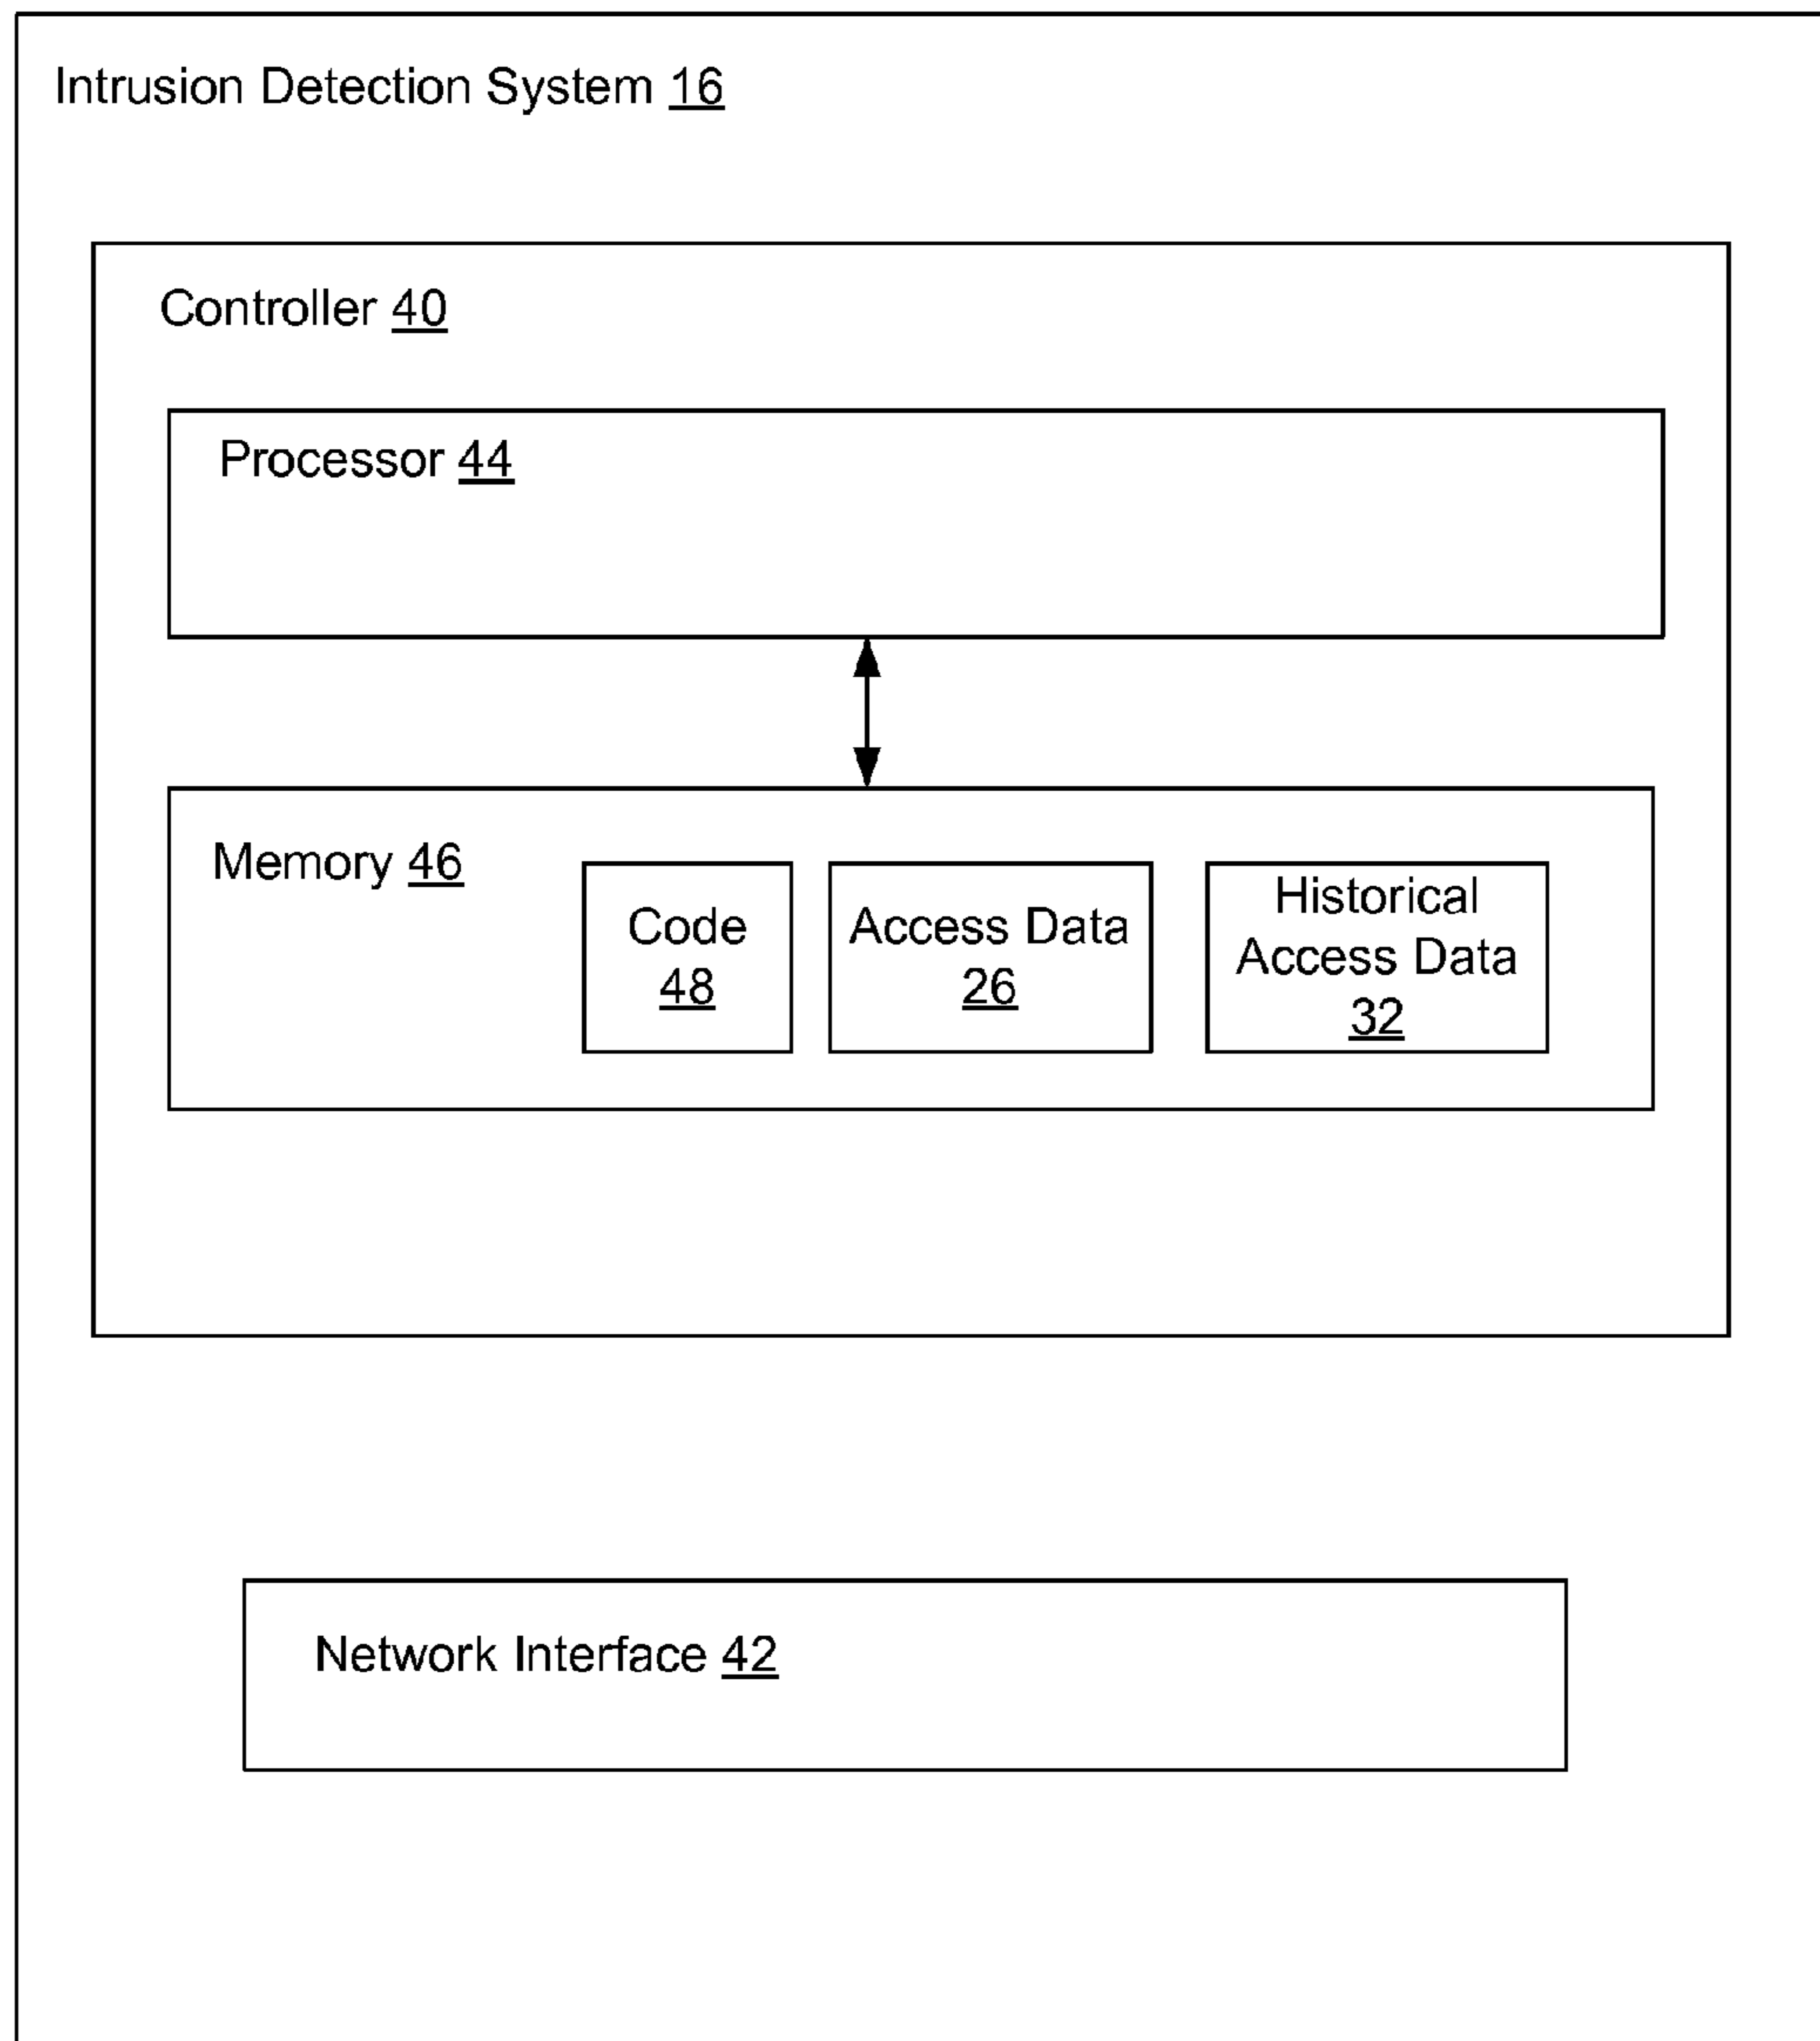 Intrusion Detection System 16
Controller 40
Processor 44
Memory 46
Code
48
Access Data
26
Historical
Access Data
32
Network Interface 42